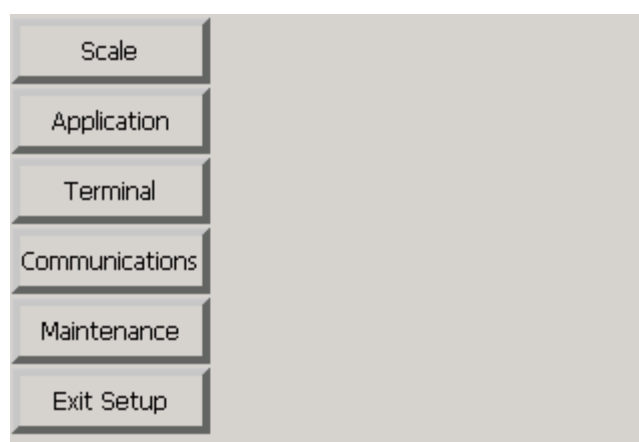 Scale
Application
Terminal
Communications
Maintenance
Exit Setup